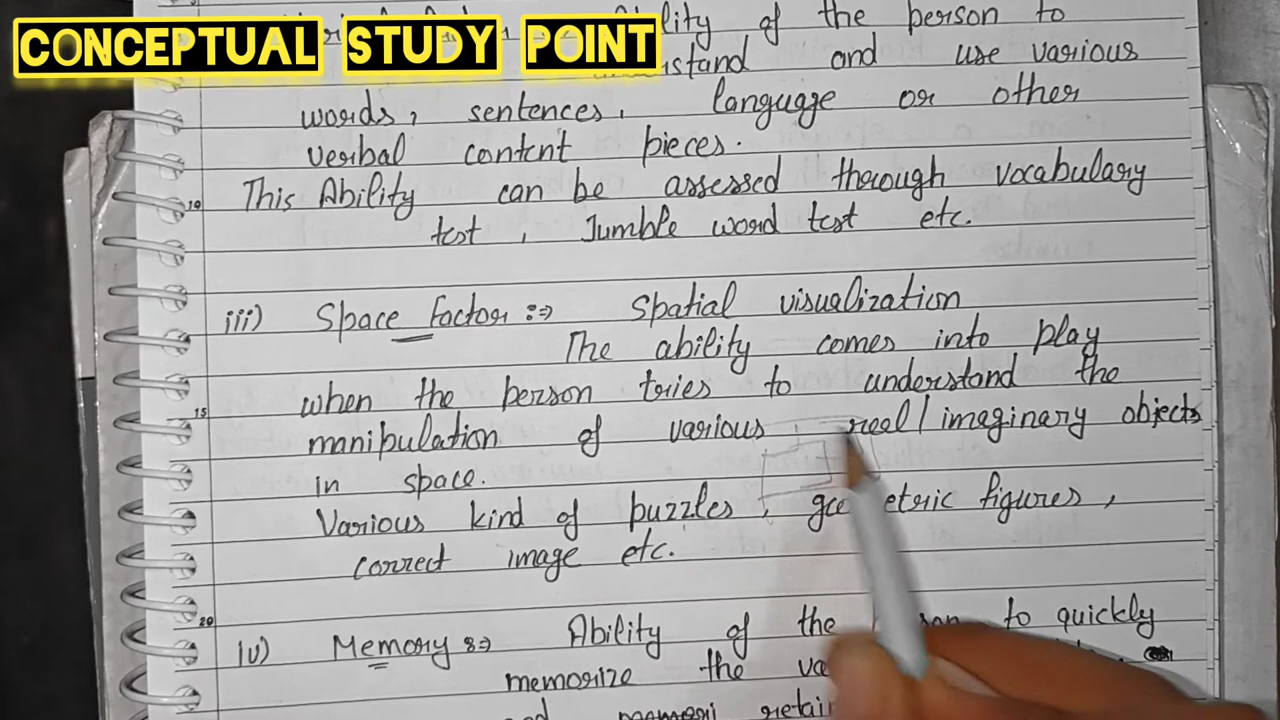 CONCEPTUAL STUDY POINT
of the person to
and use various
words, sentences, language or other
verbal content pieces.
This Ability can be assessed through vocabulary
test, Jumble word test etc.
iii) Space Factor :=> Spatial visualization
The ability comes into play
when the person tries to understand the
manipulation of various real/imaginary objects
in space.
Various kind of puzzles, geometric figures,
correct image etc.
iv) Memory :=> Ability of the to quickly
memorize the